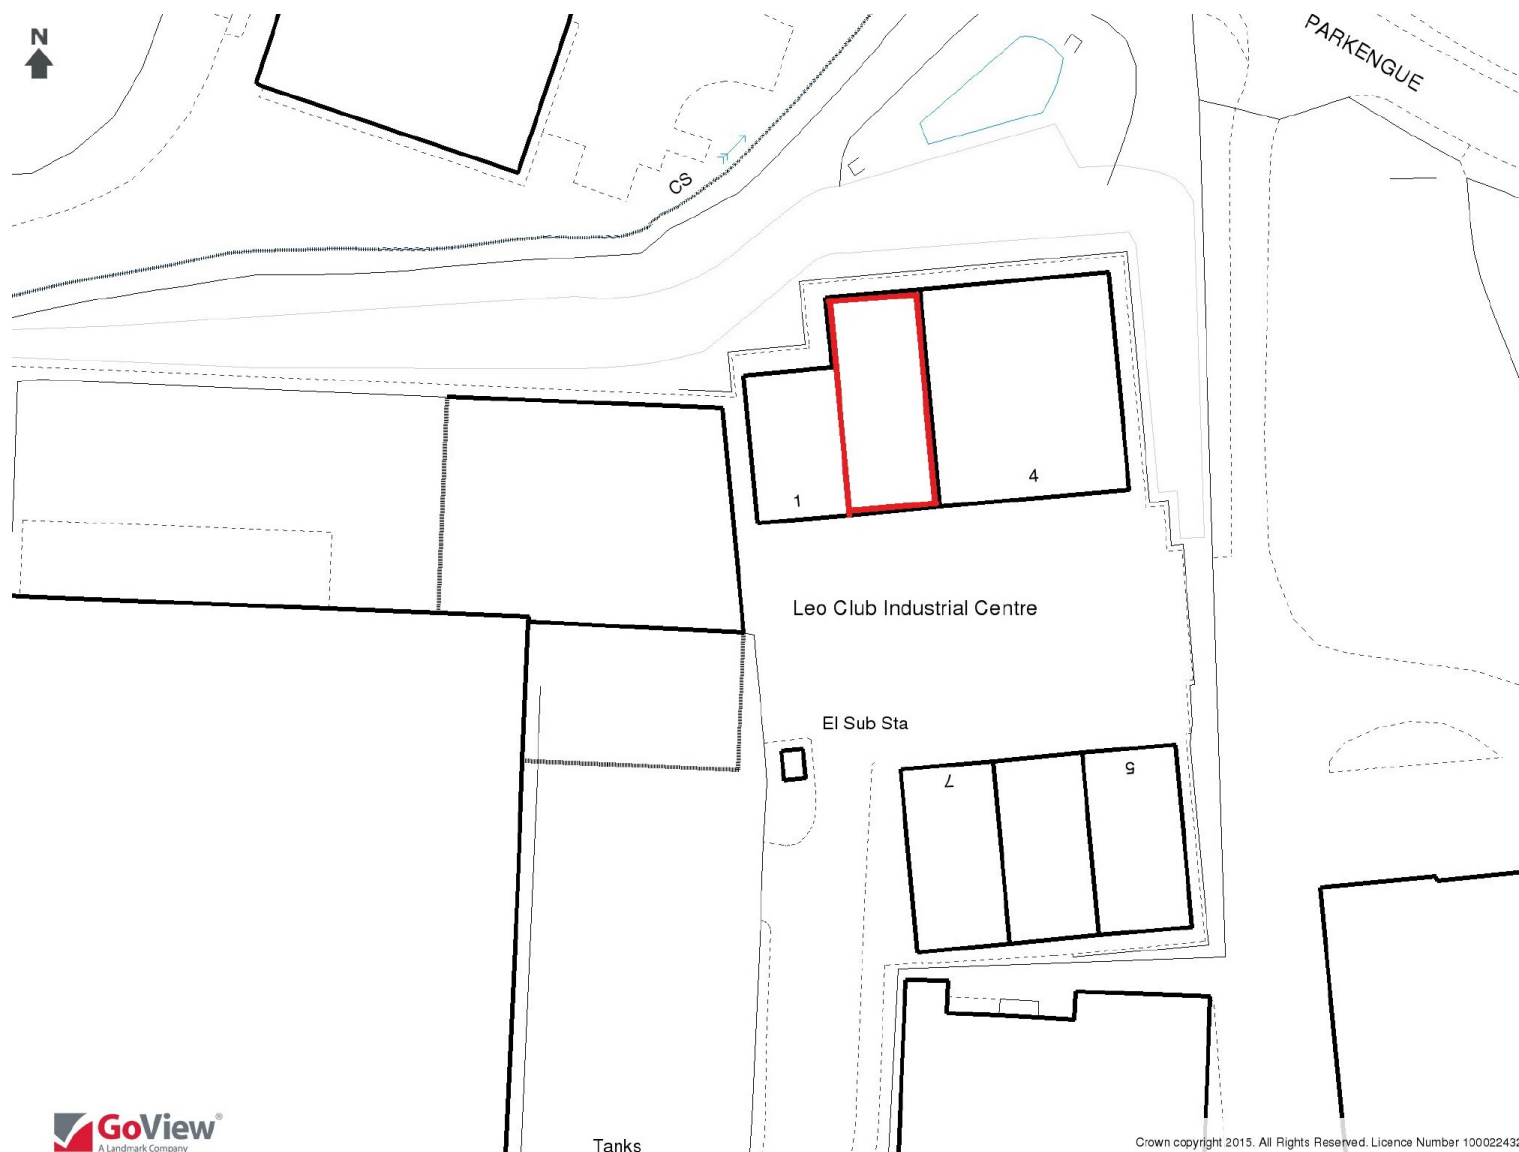 N
PARKENGUE
CS
1
4
Leo Club Industrial Centre
El Sub Sta
7
5
GoView®
A Landmark Company
Tanks
Crown copyright 2015. All Rights Reserved. Licence Number 100022432